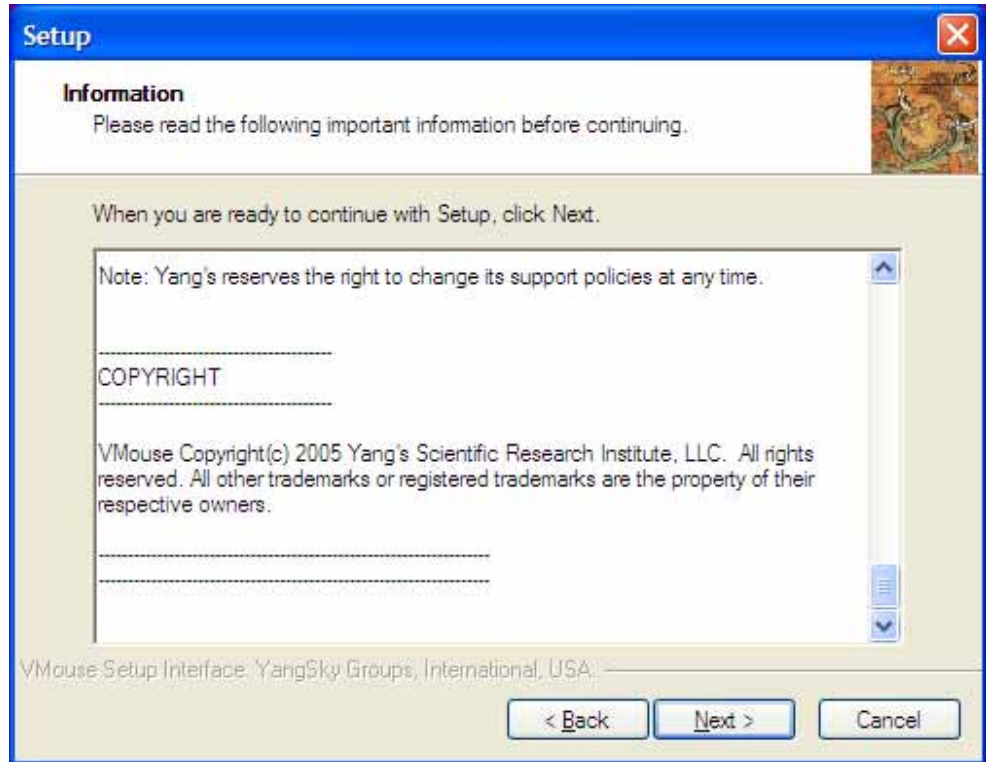 Setup
Information
Please read the following important information before continuing.
When you are ready to continue with Setup, click Next.
Note: Yang's reserves the right to change its support policies at any time.
-----------------------------------------
COPYRIGHT
-----------------------------------------
VMouse Copyright(c) 2005 Yang's Scientific Research Institute, LLC.  All rights
reserved. All other trademarks or registered trademarks are the property of their
respective owners.
---------------------------------------------------------------------
---------------------------------------------------------------------
VMouse Setup Interface. YangSky Groups, International, USA.
< Back
Next >
Cancel